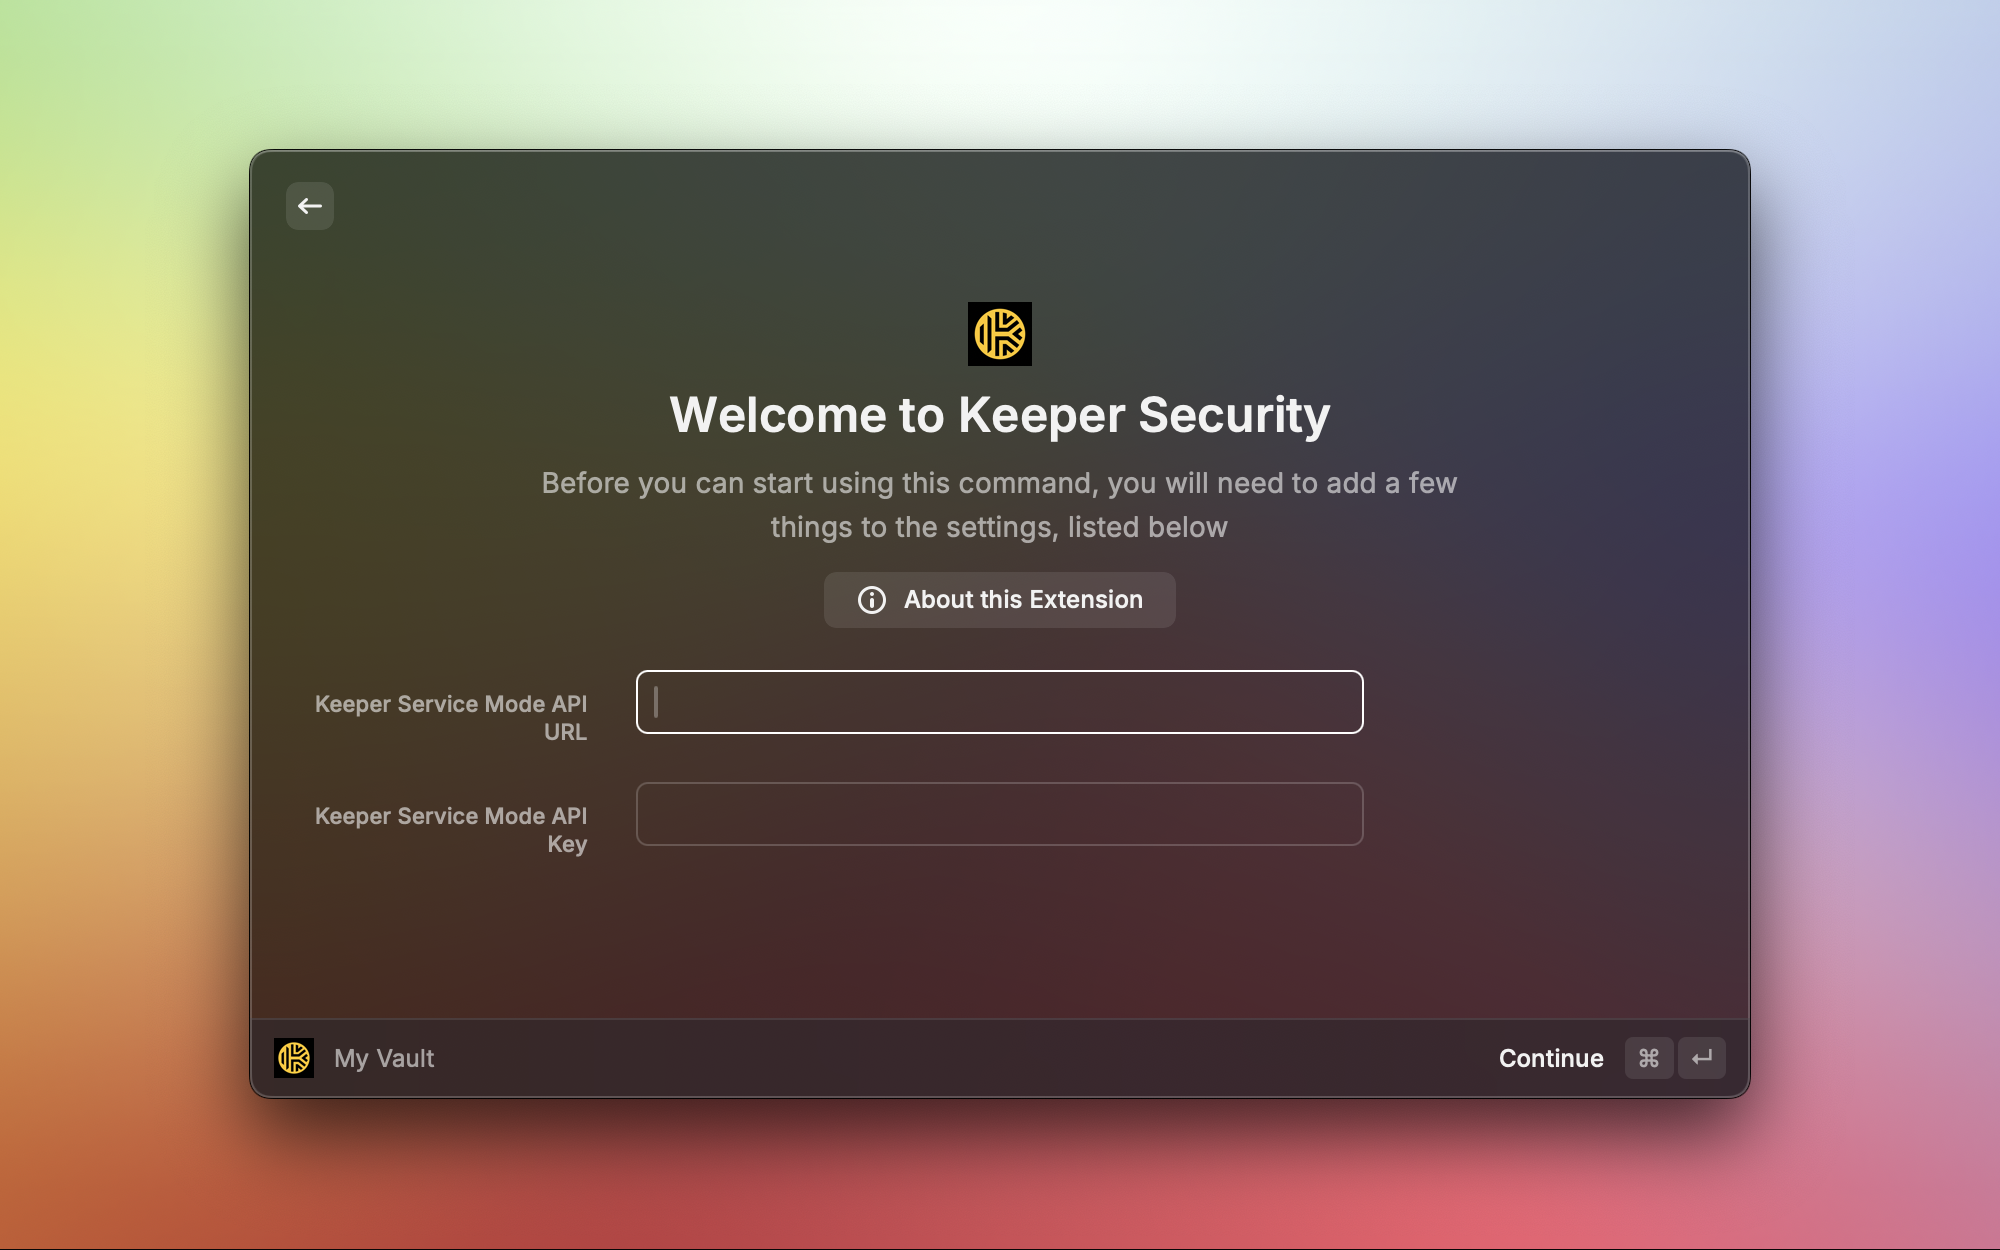 Welcome to Keeper Security
Before you can start using this command, you will need to add a few
things to the settings, listed below
About this Extension
Keeper Service Mode API
URL
Keeper Service Mode API
Key
My Vault
Continue ⌘ ↵